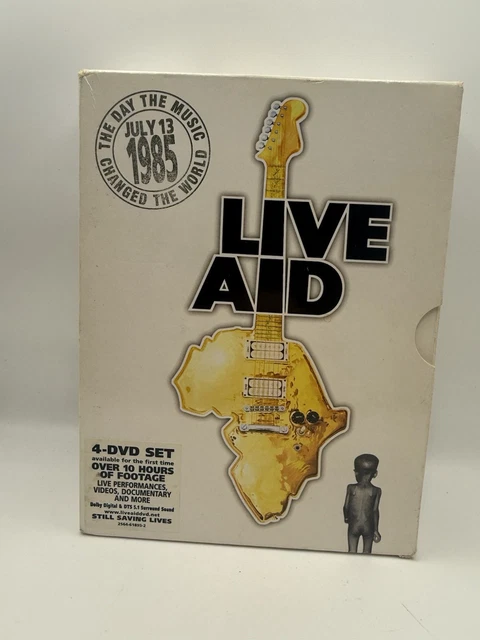 THE DAY THE MUSIC
JULY 13
1985
CHANGED THE WORLD
LIVE
AID
4-DVD SET
available for the first time
OVER 10 HOURS
OF FOOTAGE
LIVE PERFORMANCES,
VIDEOS, DOCUMENTARY
AND MORE
Dolby Digital & DTS 5.1 Surround Sound
www.liveaiddvd.net
STILL SAVING LIVES